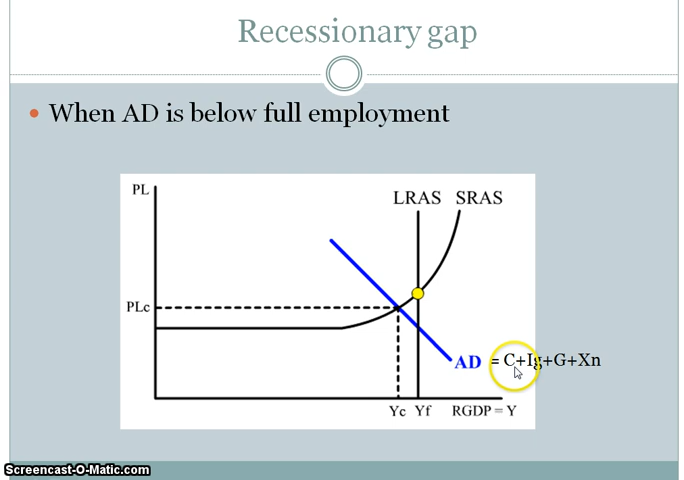 Recessionary gap
When AD is below full employment
PL
LRAS SRAS
PLc
AD = C+Ig+G+Xn
Yc Yf RGDP = Y
Screencast-O-Matic.com